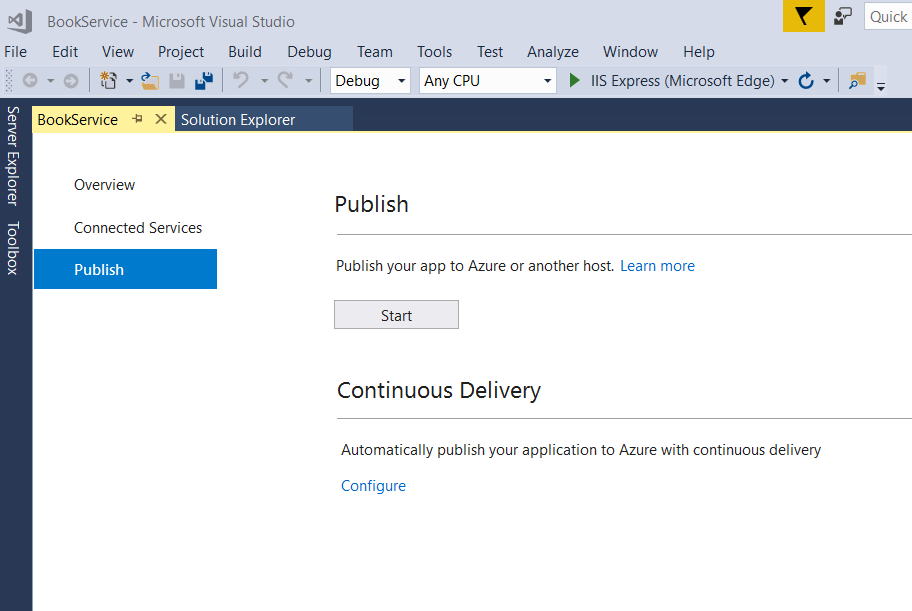 BookService - Microsoft Visual Studio
Quick
File Edit View Project Build Debug Team Tools Test Analyze Window Help
Debug Any CPU IIS Express (Microsoft Edge)
BookService Solution Explorer
Server Explorer
Toolbox
Overview
Connected Services
Publish
Publish
Publish your app to Azure or another host. Learn more
Start
Continuous Delivery
Automatically publish your application to Azure with continuous delivery
Configure